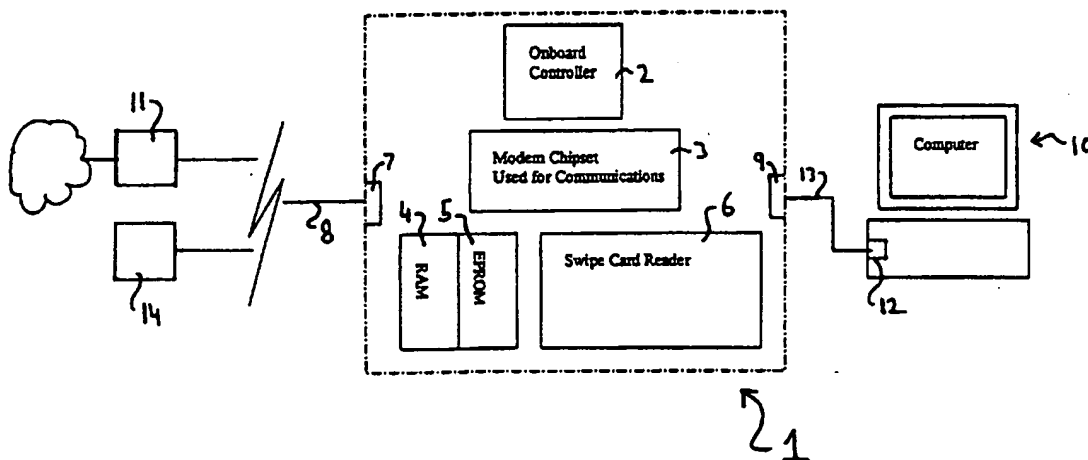 Onboard
Controller
2
11
Modem Chipset
Used for Communications
3
7
9
13
Computer
10
8
4
5
6
RAM
EPROM
Swipe Card Reader
14
12
1